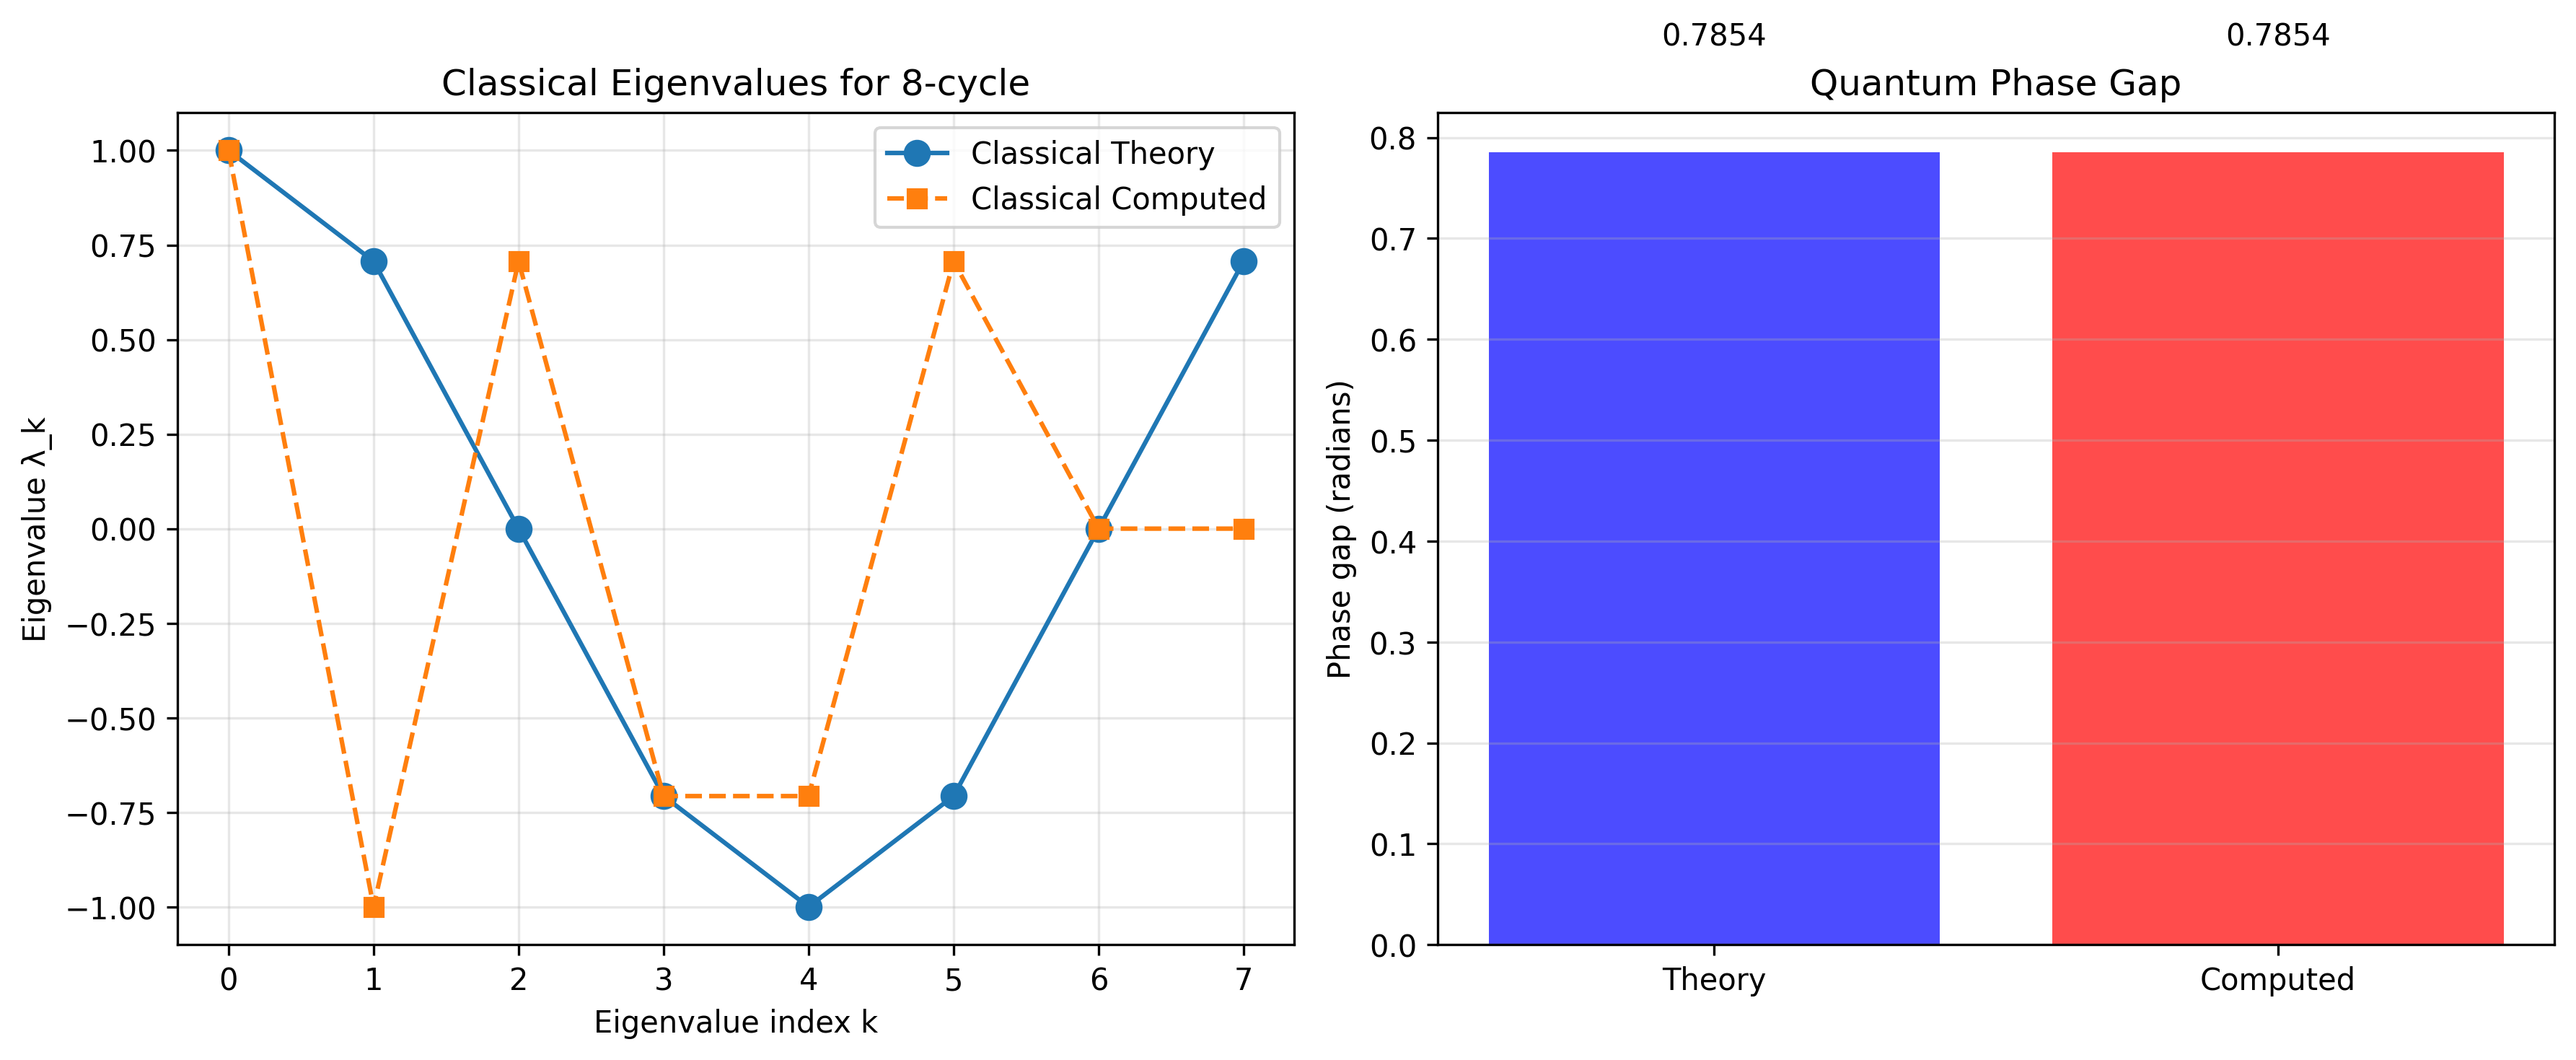 Classical Eigenvalues for 8-cycle
Classical Theory
Classical Computed
1.00
0.75
0.50
0.25
0.00
−0.25
−0.50
−0.75
−1.00
Eigenvalue λ_k
0 1 2 3 4 5 6 7
Eigenvalue index k
0.7854 0.7854
Quantum Phase Gap
0.8
0.7
0.6
0.5
0.4
0.3
0.2
0.1
0.0
Phase gap (radians)
Theory Computed